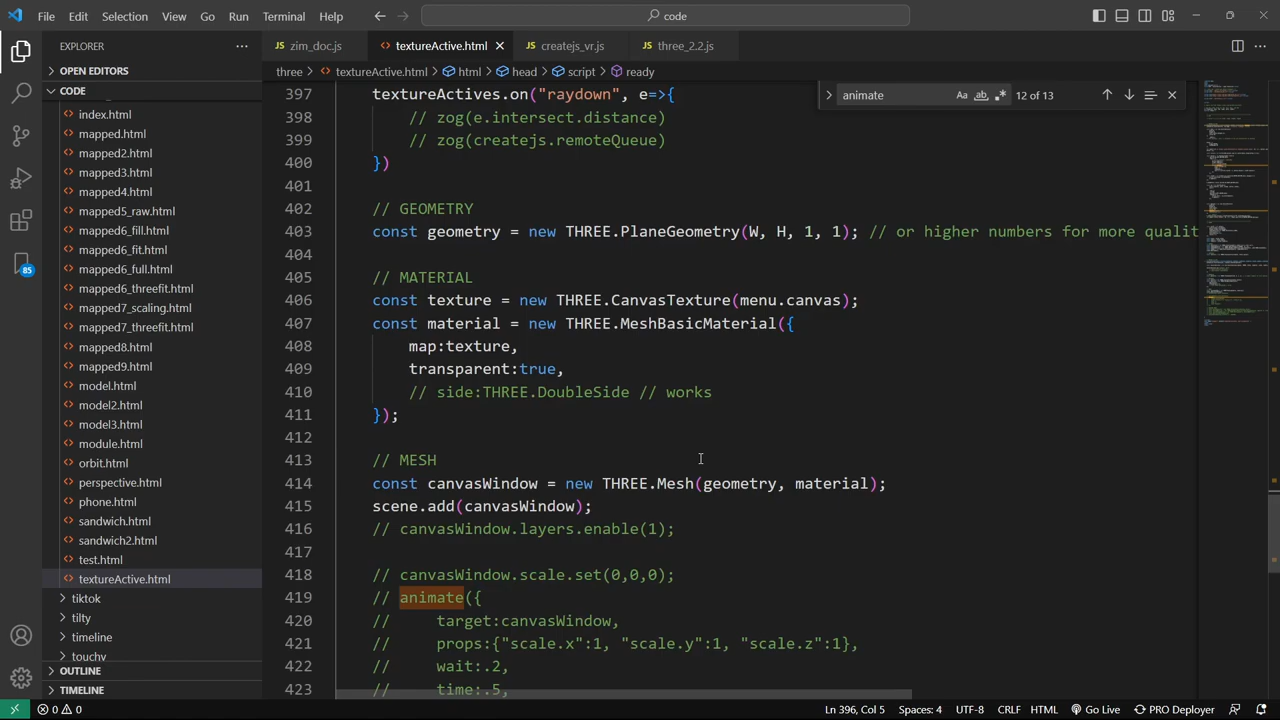 File Edit Selection View Go Run Terminal Help code
EXPLORER zim_doc.js textureActive.html createjs_vr.js three_2.2.js
OPEN EDITORS three > textureActive.html > html > head > script > ready
CODE
index.html
mapped.html
mapped2.html
mapped3.html
mapped4.html
mapped5_raw.html
mapped6_fill.html
mapped6_fit.html
mapped6_full.html
mapped6_threefit.html
mapped7_scaling.html
mapped7_threefit.html
mapped8.html
mapped9.html
model.html
model2.html
model3.html
module.html
orbit.html
perspective.html
phone.html
sandwich.html
sandwich2.html
test.html
textureActive.html
tiktok
tilty
timeline
touchy
OUTLINE
TIMELINE
85
animate Aa ab .* 12 of 13
397 textureActives.on("raydown", e=>{
398 // zog(e.intersect.distance)
399 // zog(createjs.remoteQueue)
400 })
401
402 // GEOMETRY
403 const geometry = new THREE.PlaneGeometry(W, H, 1, 1); // or higher numbers for more qualit
404
405 // MATERIAL
406 const texture = new THREE.CanvasTexture(menu.canvas);
407 const material = new THREE.MeshBasicMaterial({
408 map:texture,
409 transparent:true,
410 // side:THREE.DoubleSide // works
411 });
412
413 // MESH
414 const canvasWindow = new THREE.Mesh(geometry, material);
415 scene.add(canvasWindow);
416 // canvasWindow.layers.enable(1);
417
418 // canvasWindow.scale.set(0,0,0);
419 // animate({
420 // target:canvasWindow,
421 // props:{"scale.x":1, "scale.y":1, "scale.z":1},
422 // wait:.2,
423 // time:.5,
0 0 Ln 396, Col 5 Spaces: 4 UTF-8 CRLF HTML Go Live PRO Deployer